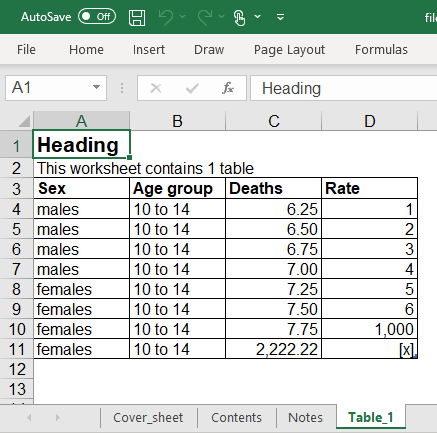 AutoSave Off fil
File Home Insert Draw Page Layout Formulas
A1 fx Heading
A B C D
1 Heading
2 This worksheet contains 1 table
3 Sex Age group Deaths Rate
4 males 10 to 14 6.25 1
5 males 10 to 14 6.50 2
6 males 10 to 14 6.75 3
7 males 10 to 14 7.00 4
8 females 10 to 14 7.25 5
9 females 10 to 14 7.50 6
10 females 10 to 14 7.75 1,000
11 females 10 to 14 2,222.22 [x]
12
13
Cover_sheet Contents Notes Table_1